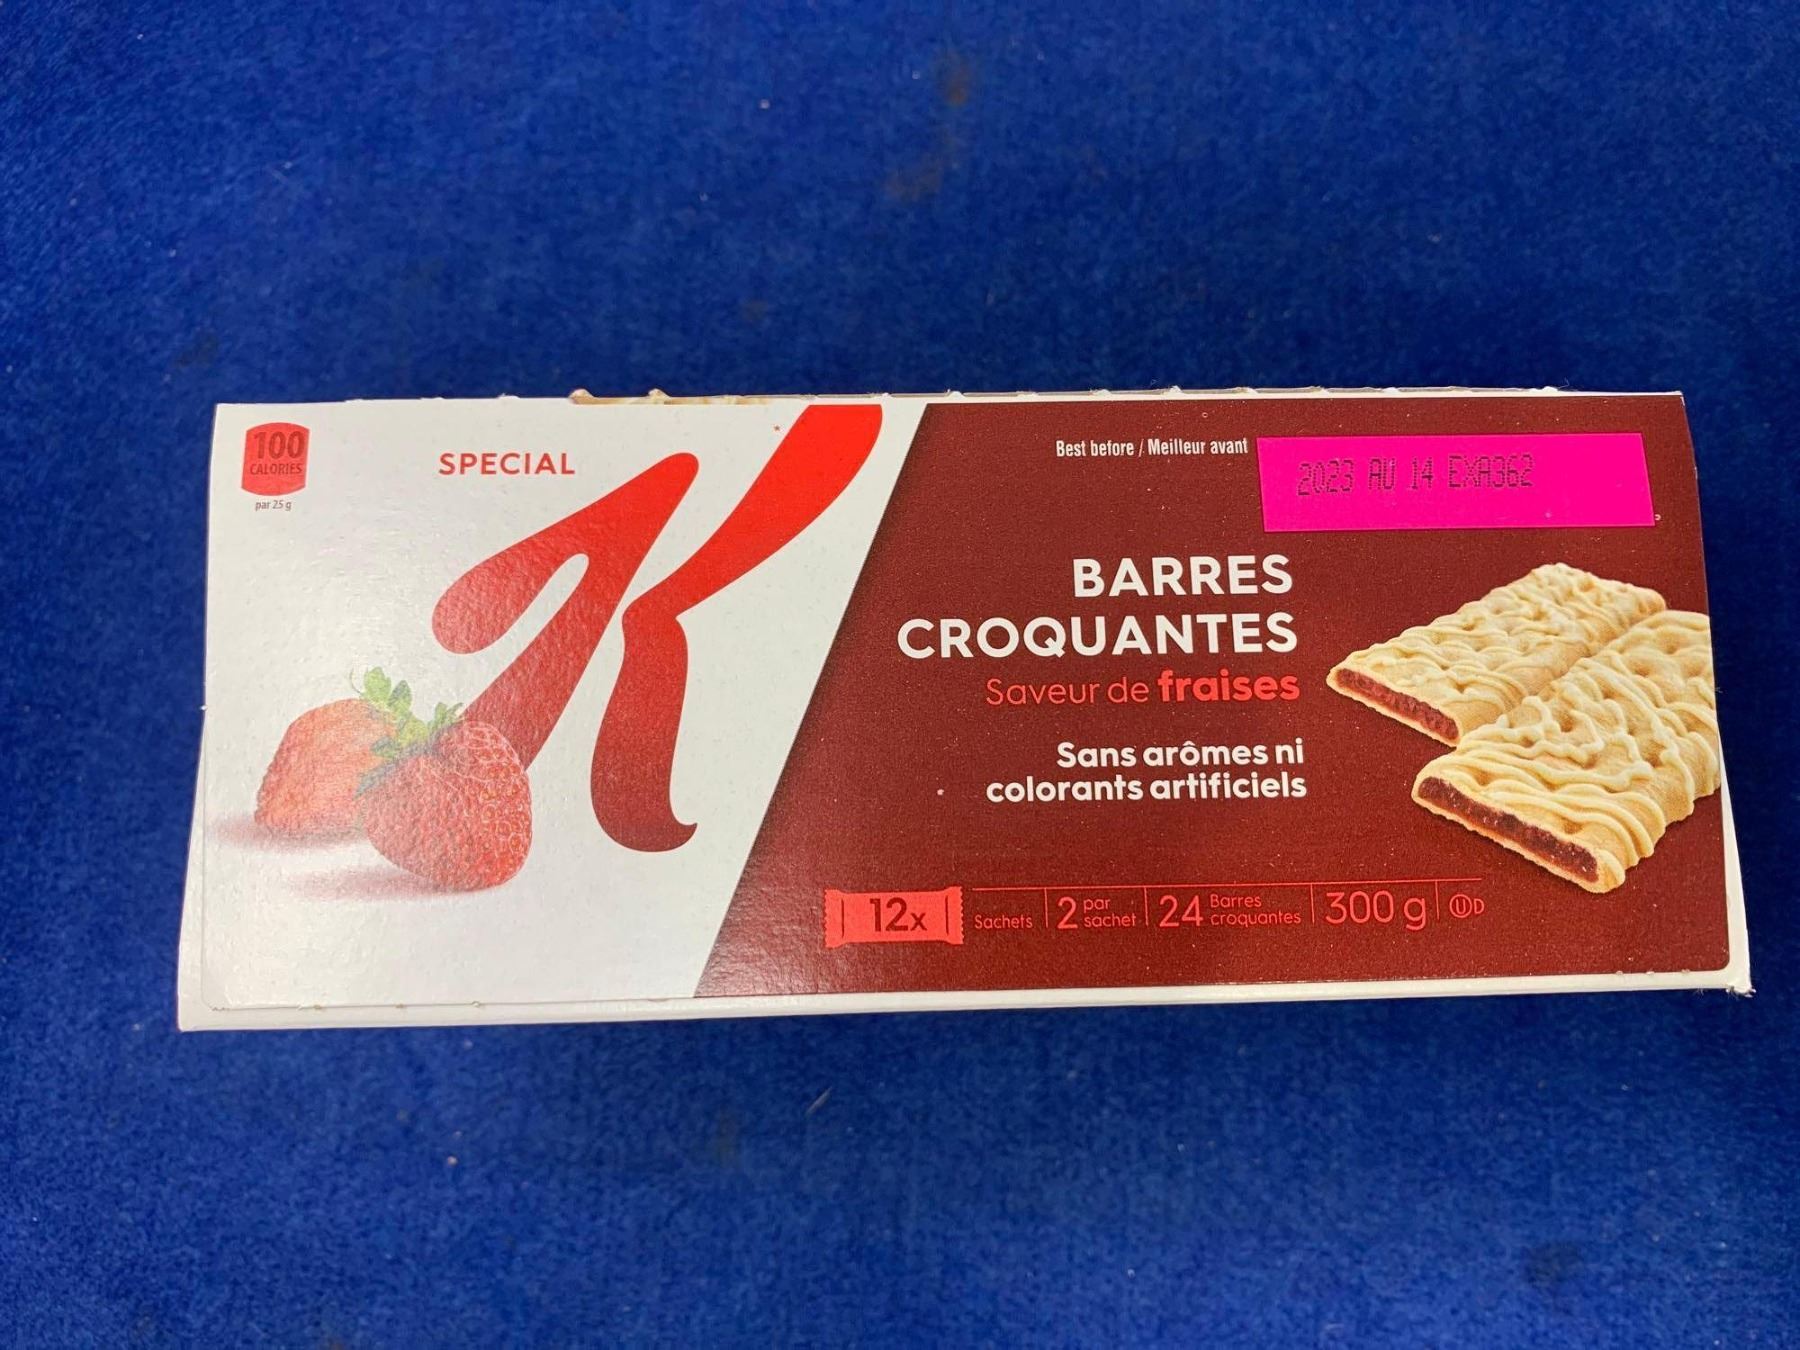 100
CALORIES
par 25 g
SPECIAL
K
Best before / Meilleur avant
2023 AU 14 EXA362
BARRES
CROQUANTES
Saveur de fraises
Sans arômes ni
colorants artificiels
12x Sachets 2 par sachet 24 Barres croquantes 300 g UD